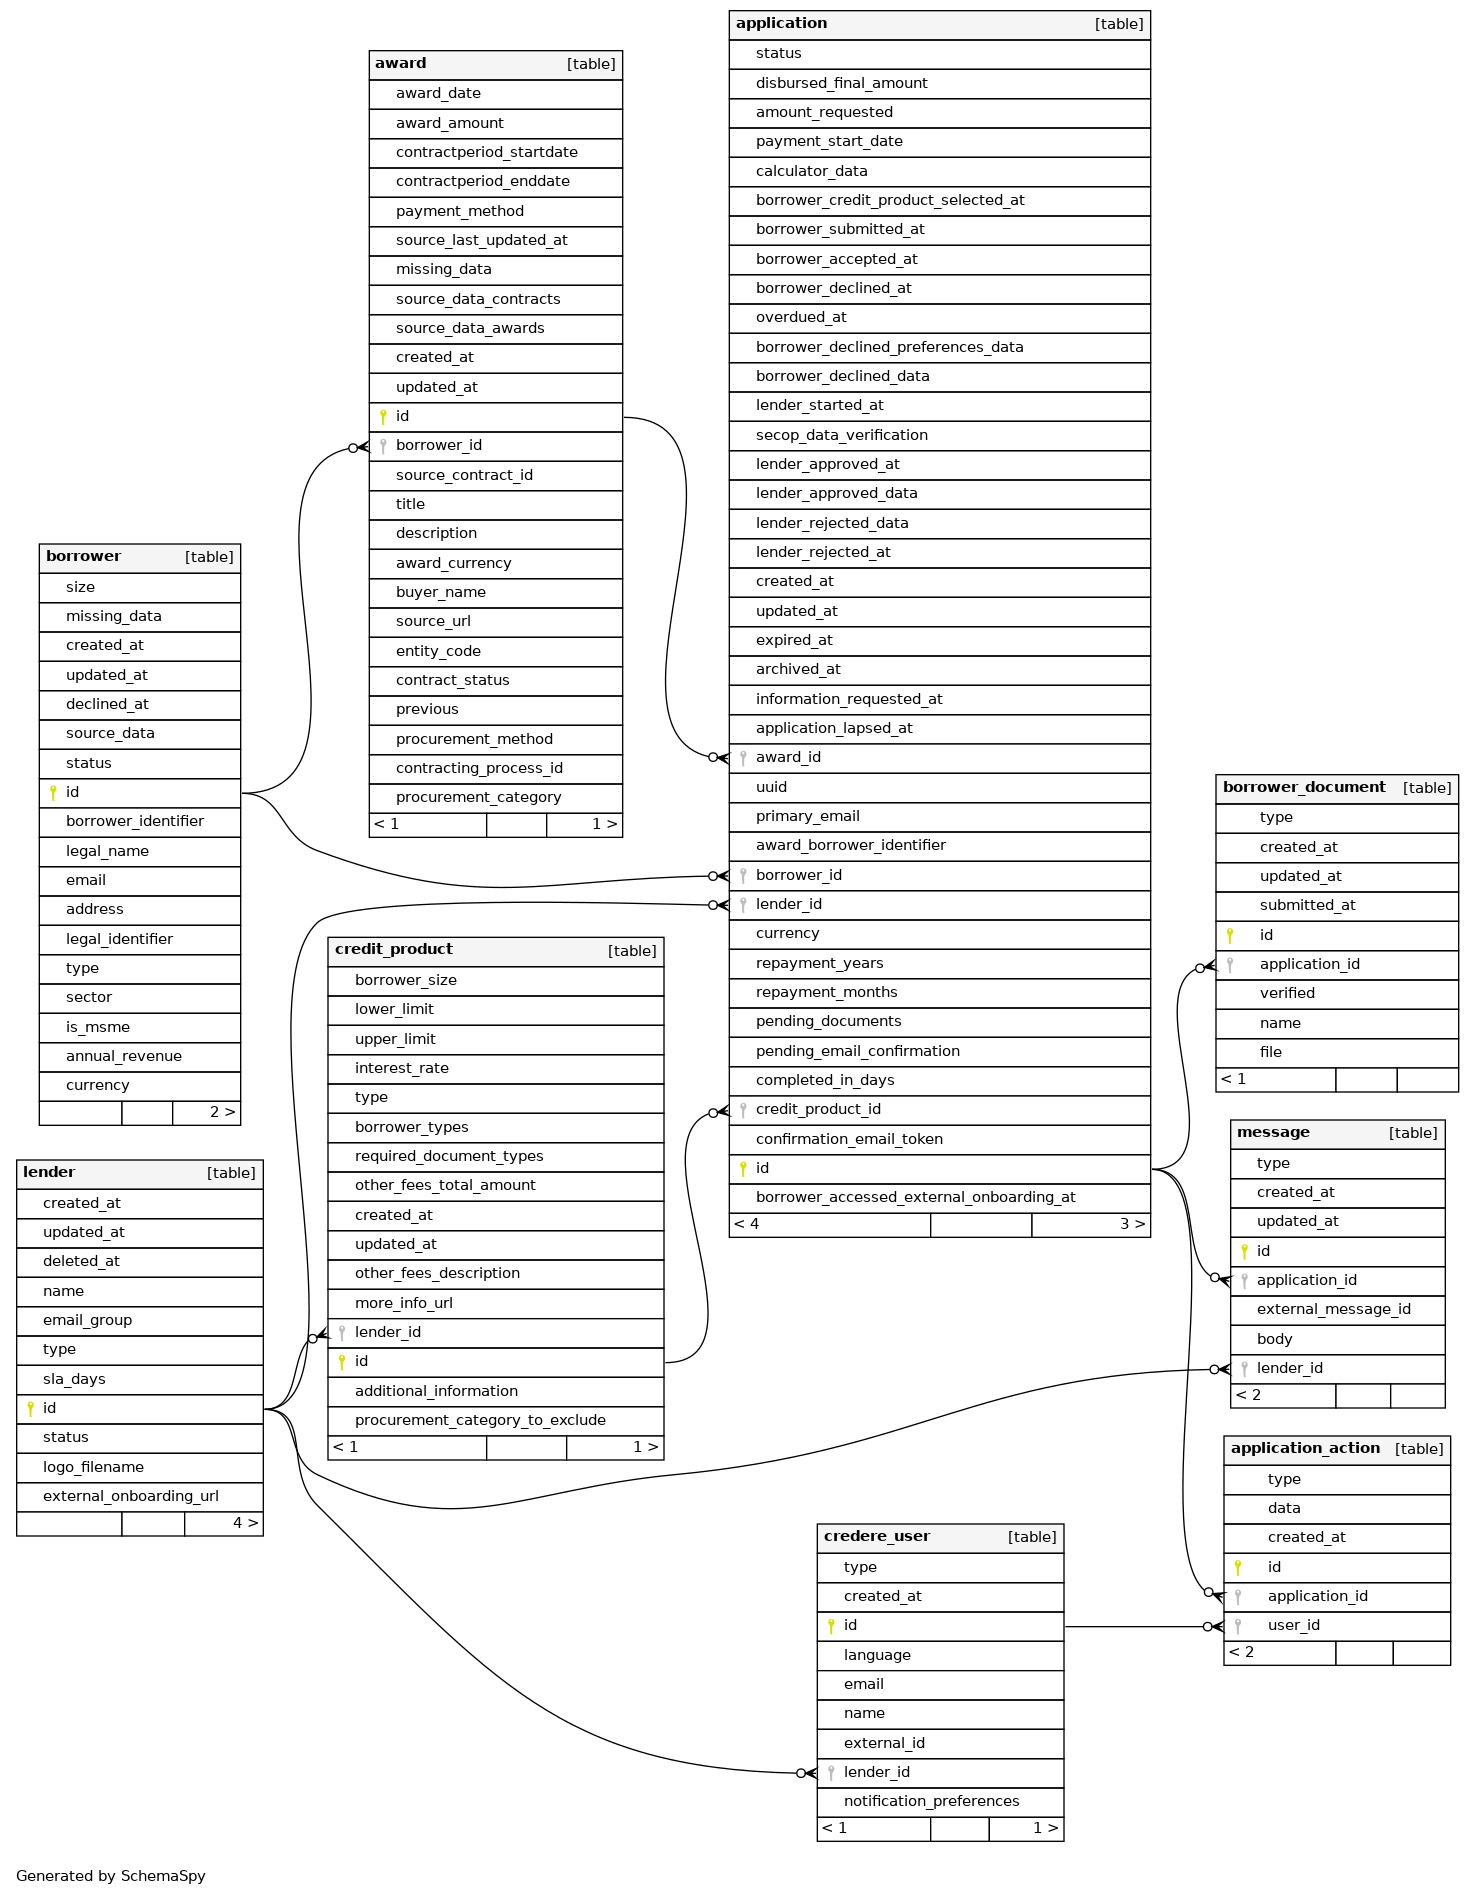 application [table]
status
disbursed_final_amount
amount_requested
payment_start_date
calculator_data
borrower_credit_product_selected_at
borrower_submitted_at
borrower_accepted_at
borrower_declined_at
overdued_at
borrower_declined_preferences_data
borrower_declined_data
lender_started_at
secop_data_verification
lender_approved_at
lender_approved_data
lender_rejected_data
lender_rejected_at
created_at
updated_at
expired_at
archived_at
information_requested_at
application_lapsed_at
award_id
uuid
primary_email
award_borrower_identifier
borrower_id
lender_id
currency
repayment_years
repayment_months
pending_documents
pending_email_confirmation
completed_in_days
credit_product_id
confirmation_email_token
id
borrower_accessed_external_onboarding_at
< 4 3 >
award [table]
award_date
award_amount
contractperiod_startdate
contractperiod_enddate
payment_method
source_last_updated_at
missing_data
source_data_contracts
source_data_awards
created_at
updated_at
id
borrower_id
source_contract_id
title
description
award_currency
buyer_name
source_url
entity_code
contract_status
previous
procurement_method
contracting_process_id
procurement_category
< 1 1 >
borrower [table]
size
missing_data
created_at
updated_at
declined_at
source_data
status
id
borrower_identifier
legal_name
email
address
legal_identifier
type
sector
is_msme
annual_revenue
currency
2 >
borrower_document [table]
type
created_at
updated_at
submitted_at
id
application_id
verified
name
file
< 1
credit_product [table]
borrower_size
lower_limit
upper_limit
interest_rate
type
borrower_types
required_document_types
other_fees_total_amount
created_at
updated_at
other_fees_description
more_info_url
lender_id
id
additional_information
procurement_category_to_exclude
< 1 1 >
message [table]
type
created_at
updated_at
id
application_id
external_message_id
body
lender_id
< 2
lender [table]
created_at
updated_at
deleted_at
name
email_group
type
sla_days
id
status
logo_filename
external_onboarding_url
4 >
application_action [table]
type
data
created_at
id
application_id
user_id
< 2
credere_user [table]
type
created_at
id
language
email
name
external_id
lender_id
notification_preferences
< 1 1 >
Generated by SchemaSpy